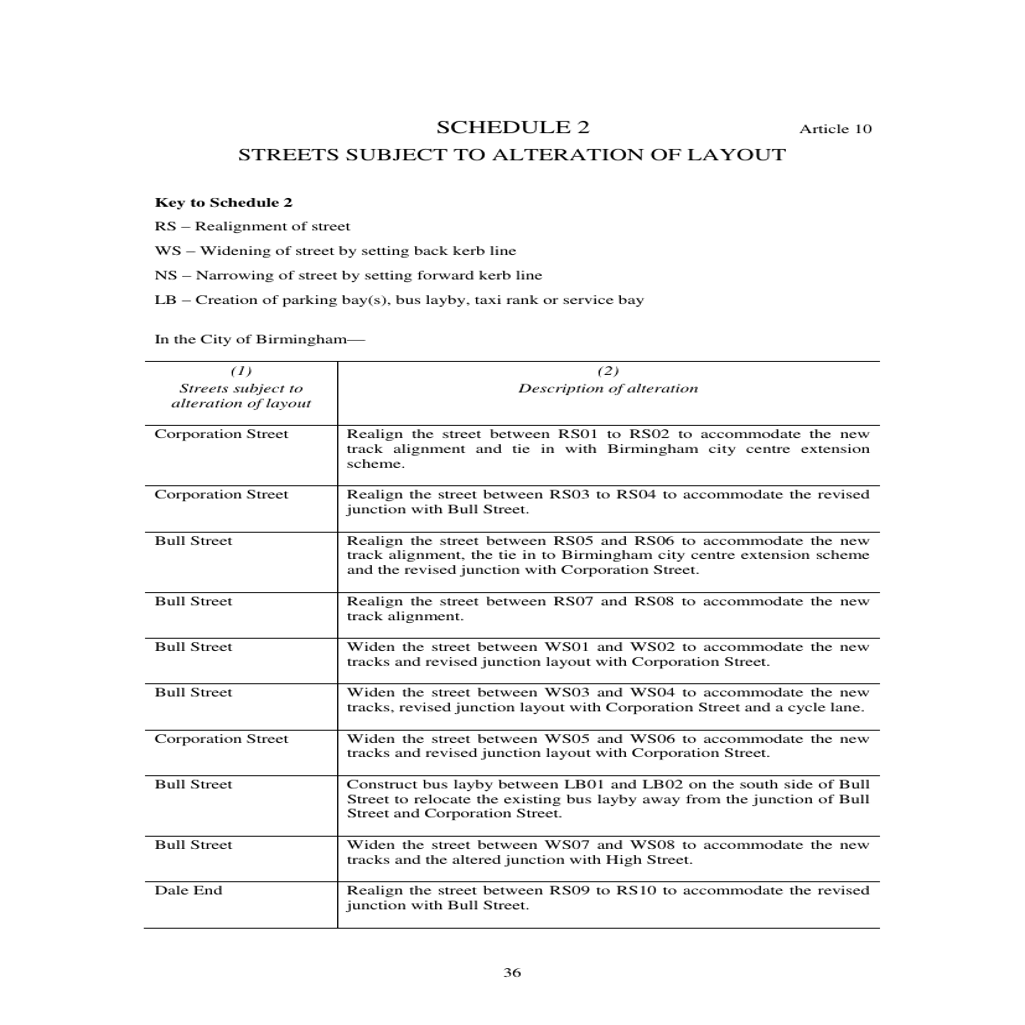 SCHEDULE 2
Article 10
STREETS SUBJECT TO ALTERATION OF LAYOUT
Key to Schedule 2
RS – Realignment of street
WS – Widening of street by setting back kerb line
NS – Narrowing of street by setting forward kerb line
LB – Creation of parking bay(s), bus layby, taxi rank or service bay
In the City of Birmingham—
(1)
Streets subject to
alteration of layout
(2)
Description of alteration
Corporation Street
Realign the street between RS01 to RS02 to accommodate the new
track alignment and tie in with Birmingham city centre extension
scheme.
Corporation Street
Realign the street between RS03 to RS04 to accommodate the revised
junction with Bull Street.
Bull Street
Realign the street between RS05 and RS06 to accommodate the new
track alignment, the tie in to Birmingham city centre extension scheme
and the revised junction with Corporation Street.
Bull Street
Realign the street between RS07 and RS08 to accommodate the new
track alignment.
Bull Street
Widen the street between WS01 and WS02 to accommodate the new
tracks and revised junction layout with Corporation Street.
Bull Street
Widen the street between WS03 and WS04 to accommodate the new
tracks, revised junction layout with Corporation Street and a cycle lane.
Corporation Street
Widen the street between WS05 and WS06 to accommodate the new
tracks and revised junction layout with Corporation Street.
Bull Street
Construct bus layby between LB01 and LB02 on the south side of Bull
Street to relocate the existing bus layby away from the junction of Bull
Street and Corporation Street.
Bull Street
Widen the street between WS07 and WS08 to accommodate the new
tracks and the altered junction with High Street.
Dale End
Realign the street between RS09 to RS10 to accommodate the revised
junction with Bull Street.
36